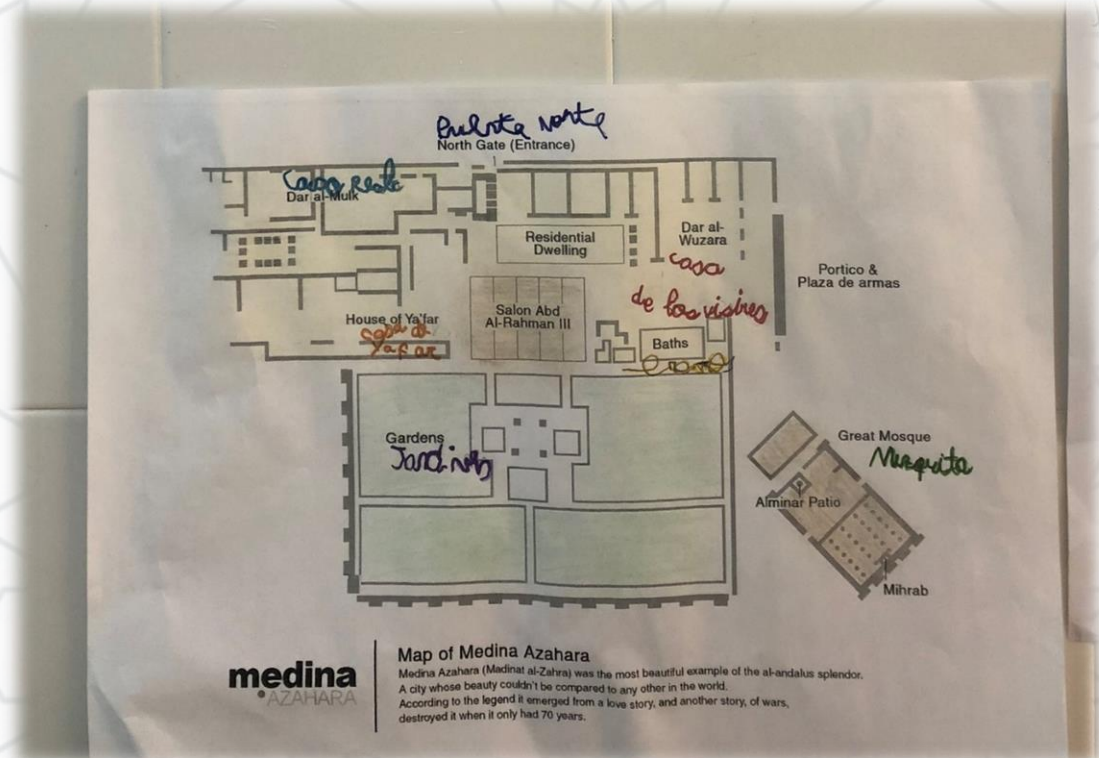 Puerta Norte
North Gate (Entrance)
Casa Real
Dar al-Mulk
Residential
Dwelling
Dar al-
Wuzara
casa
de los visires
Portico &
Plaza de armas
House of Ya'far
Casa de
Yafar
Salon Abd
Al-Rahman III
Baths
Gardens
Jardines
Great Mosque
Mezquita
Alminar Patio
Mihrab
medina
AZAHARA
Map of Medina Azahara
Medina Azahara (Madinat al-Zahra) was the most beautiful example of the al-andalus splendor.
A city whose beauty couldn't be compared to any other in the world.
According to the legend it emerged from a love story, and another story, of wars,
destroyed it when it only had 70 years.